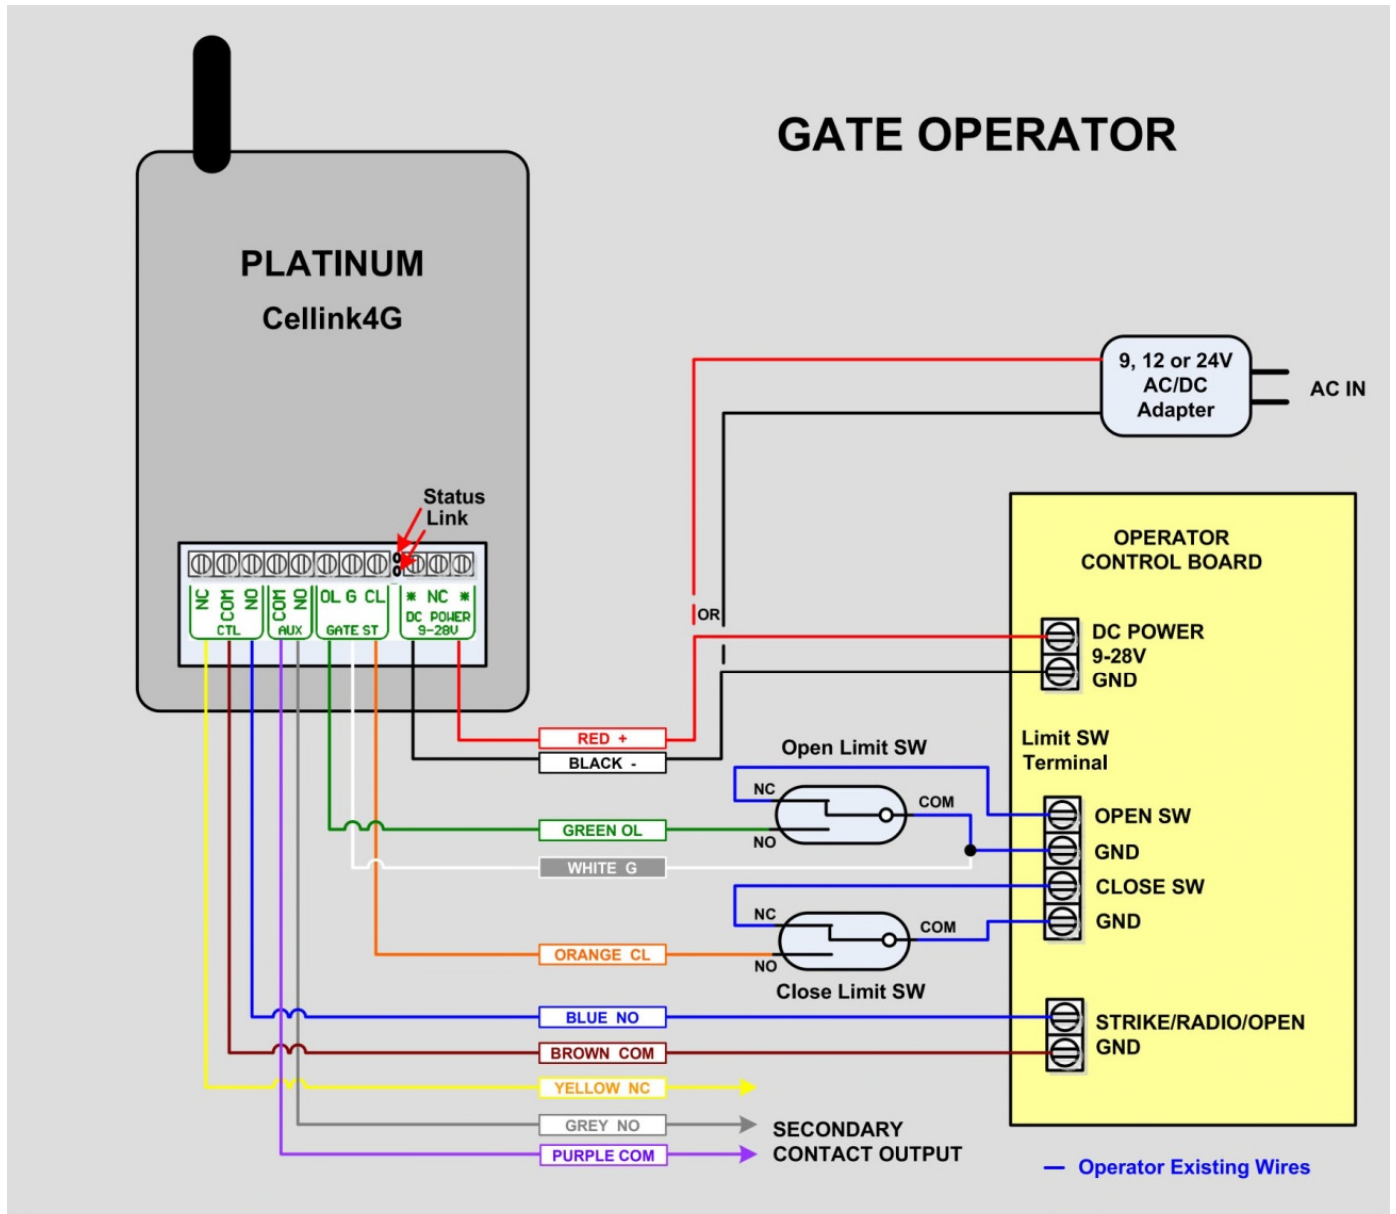 GATE OPERATOR
PLATINUM
Cellink4G
9, 12 or 24V
AC/DC
Adapter
AC IN
Status
Link
OPERATOR
CONTROL BOARD
NC
COM
NO
CTL
COM
NO
AUX
OL G CL
GATE ST
* NC *
DC POWER
9-28V
OR
DC POWER
9-28V
GND
RED +
BLACK -
Open Limit SW
Limit SW
Terminal
NC
COM
NO
OPEN SW
GND
CLOSE SW
GND
GREEN OL
WHITE G
NC
COM
NO
ORANGE CL
Close Limit SW
BLUE NO
STRIKE/RADIO/OPEN
GND
BROWN COM
YELLOW NC
GREY NO
PURPLE COM
SECONDARY
CONTACT OUTPUT
Operator Existing Wires